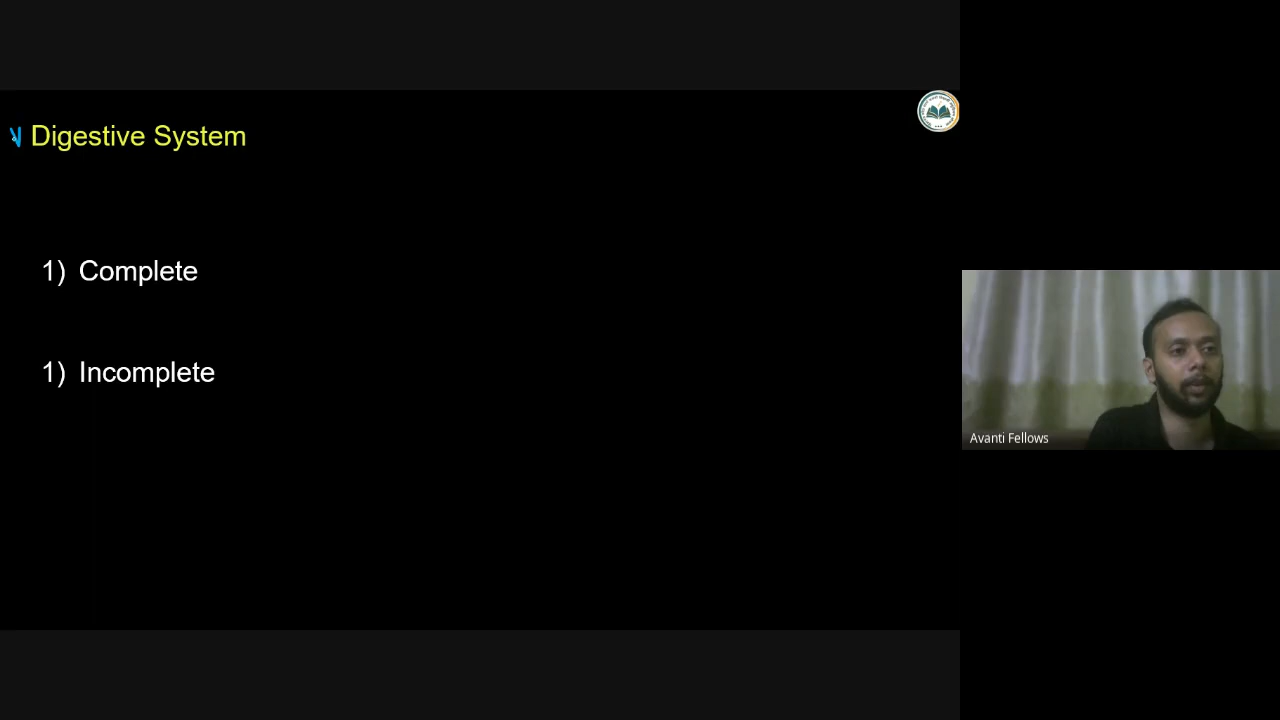 Digestive System
1) Complete
1) Incomplete
Avanti Fellows